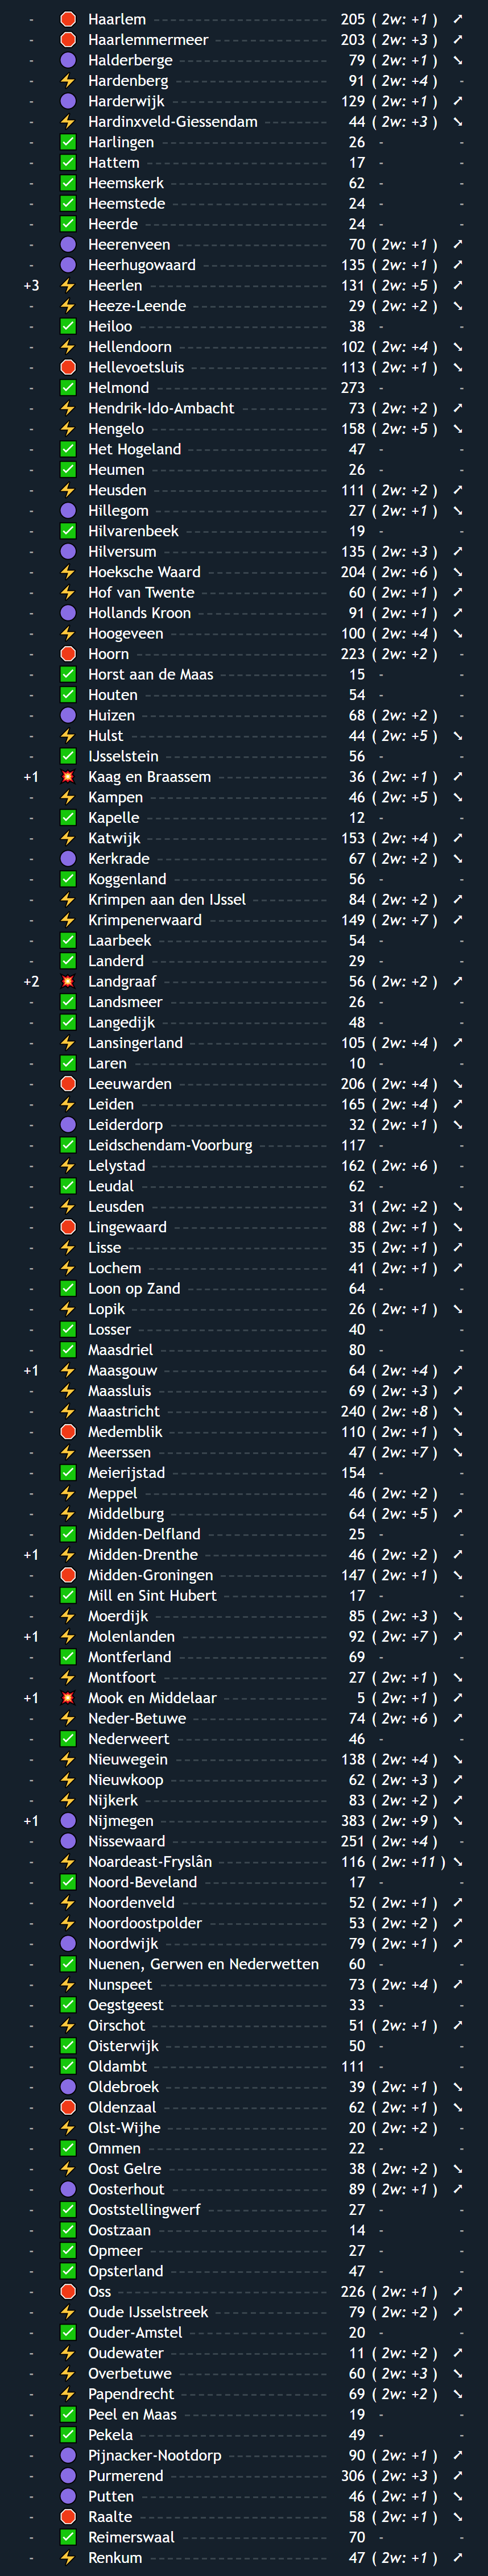 - 🛑 Haarlem 205 ( 2w: +1 ) ➚
- 🛑 Haarlemmermeer 203 ( 2w: +3 ) ➚
- 🟣 Halderberge 79 ( 2w: +1 ) ➘
- ⚡ Hardenberg 91 ( 2w: +4 ) -
- 🟣 Harderwijk 129 ( 2w: +1 ) ➚
- ⚡ Hardinxveld-Giessendam 44 ( 2w: +3 ) ➘
- ✅ Harlingen 26 - -
- ✅ Hattem 17 - -
- ✅ Heemskerk 62 - -
- ✅ Heemstede 24 - -
- ✅ Heerde 24 - -
- 🟣 Heerenveen 70 ( 2w: +1 ) ➚
- 🟣 Heerhugowaard 135 ( 2w: +1 ) ➚
+3 ⚡ Heerlen 131 ( 2w: +5 ) ➚
- ⚡ Heeze-Leende 29 ( 2w: +2 ) ➘
- ✅ Heiloo 38 - -
- ⚡ Hellendoorn 102 ( 2w: +4 ) ➘
- 🛑 Hellevoetsluis 113 ( 2w: +1 ) ➘
- ✅ Helmond 273 - -
- ⚡ Hendrik-Ido-Ambacht 73 ( 2w: +2 ) ➚
- ⚡ Hengelo 158 ( 2w: +5 ) ➘
- ✅ Het Hogeland 47 - -
- ✅ Heumen 26 - -
- ⚡ Heusden 111 ( 2w: +2 ) ➚
- 🟣 Hillegom 27 ( 2w: +1 ) ➘
- ✅ Hilvarenbeek 19 - -
- 🟣 Hilversum 135 ( 2w: +3 ) ➚
- ⚡ Hoeksche Waard 204 ( 2w: +6 ) ➘
- ⚡ Hof van Twente 60 ( 2w: +1 ) ➚
- 🟣 Hollands Kroon 91 ( 2w: +1 ) ➚
- ⚡ Hoogeveen 100 ( 2w: +4 ) ➘
- 🛑 Hoorn 223 ( 2w: +2 ) -
- ✅ Horst aan de Maas 15 - -
- ✅ Houten 54 - -
- 🟣 Huizen 68 ( 2w: +2 ) -
- ⚡ Hulst 44 ( 2w: +5 ) ➘
- ✅ IJsselstein 56 - -
+1 💥 Kaag en Braassem 36 ( 2w: +1 ) ➚
- ⚡ Kampen 46 ( 2w: +5 ) ➘
- ✅ Kapelle 12 - -
- ⚡ Katwijk 153 ( 2w: +4 ) ➚
- 🟣 Kerkrade 67 ( 2w: +2 ) ➘
- ✅ Koggenland 56 - -
- ⚡ Krimpen aan den IJssel 84 ( 2w: +2 ) ➚
- ⚡ Krimpenerwaard 149 ( 2w: +7 ) ➚
- ✅ Laarbeek 54 - -
- ✅ Landerd 29 - -
+2 💥 Landgraaf 56 ( 2w: +2 ) ➚
- ✅ Landsmeer 26 - -
- ✅ Langedijk 48 - -
- ⚡ Lansingerland 105 ( 2w: +4 ) ➚
- ✅ Laren 10 - -
- 🛑 Leeuwarden 206 ( 2w: +4 ) ➘
- ⚡ Leiden 165 ( 2w: +4 ) ➚
- 🟣 Leiderdorp 32 ( 2w: +1 ) ➘
- ✅ Leidschendam-Voorburg 117 - -
- ⚡ Lelystad 162 ( 2w: +6 ) -
- ✅ Leudal 62 - -
- ⚡ Leusden 31 ( 2w: +2 ) ➘
- 🛑 Lingewaard 88 ( 2w: +1 ) ➘
- ⚡ Lisse 35 ( 2w: +1 ) ➚
- ⚡ Lochem 41 ( 2w: +1 ) ➚
- ✅ Loon op Zand 64 - -
- ⚡ Lopik 26 ( 2w: +1 ) ➘
- ✅ Losser 40 - -
- ✅ Maasdriel 80 - -
+1 ⚡ Maasgouw 64 ( 2w: +4 ) ➚
- ⚡ Maassluis 69 ( 2w: +3 ) ➚
- ⚡ Maastricht 240 ( 2w: +8 ) ➘
- 🛑 Medemblik 110 ( 2w: +1 ) ➘
- ⚡ Meerssen 47 ( 2w: +7 ) ➘
- ✅ Meierijstad 154 - -
- ⚡ Meppel 46 ( 2w: +2 ) -
- ⚡ Middelburg 64 ( 2w: +5 ) ➚
- ✅ Midden-Delfland 25 - -
+1 ⚡ Midden-Drenthe 46 ( 2w: +2 ) ➚
- 🛑 Midden-Groningen 147 ( 2w: +1 ) ➘
- ✅ Mill en Sint Hubert 17 - -
- ⚡ Moerdijk 85 ( 2w: +3 ) ➘
+1 ⚡ Molenlanden 92 ( 2w: +7 ) ➚
- ✅ Montferland 69 - -
- ⚡ Montfoort 27 ( 2w: +1 ) ➘
+1 💥 Mook en Middelaar 5 ( 2w: +1 ) ➚
- ⚡ Neder-Betuwe 74 ( 2w: +6 ) ➚
- ✅ Nederweert 46 - -
- ⚡ Nieuwegein 138 ( 2w: +4 ) ➘
- ⚡ Nieuwkoop 62 ( 2w: +3 ) ➚
- ⚡ Nijkerk 83 ( 2w: +2 ) ➚
+1 🟣 Nijmegen 383 ( 2w: +9 ) ➘
- 🟣 Nissewaard 251 ( 2w: +4 ) -
- ⚡ Noardeast-Fryslân 116 ( 2w: +11 ) ➘
- ✅ Noord-Beveland 17 - -
- ⚡ Noordenveld 52 ( 2w: +1 ) ➚
- ⚡ Noordoostpolder 53 ( 2w: +2 ) ➚
- 🟣 Noordwijk 79 ( 2w: +1 ) ➚
- ✅ Nuenen, Gerwen en Nederwetten 60 - -
- ⚡ Nunspeet 73 ( 2w: +4 ) ➚
- ✅ Oegstgeest 33 - -
- ⚡ Oirschot 51 ( 2w: +1 ) ➚
- ✅ Oisterwijk 50 - -
- ✅ Oldambt 111 - -
- 🟣 Oldebroek 39 ( 2w: +1 ) ➘
- 🛑 Oldenzaal 62 ( 2w: +1 ) ➘
- ⚡ Olst-Wijhe 20 ( 2w: +2 ) -
- ✅ Ommen 22 - -
- ⚡ Oost Gelre 38 ( 2w: +2 ) ➘
- 🟣 Oosterhout 89 ( 2w: +1 ) ➚
- ✅ Ooststellingwerf 27 - -
- ✅ Oostzaan 14 - -
- ✅ Opmeer 27 - -
- ✅ Opsterland 47 - -
- 🛑 Oss 226 ( 2w: +1 ) ➚
- ⚡ Oude IJsselstreek 79 ( 2w: +2 ) ➚
- ✅ Ouder-Amstel 20 - -
- ⚡ Oudewater 11 ( 2w: +2 ) ➚
- ⚡ Overbetuwe 60 ( 2w: +3 ) ➘
- ⚡ Papendrecht 69 ( 2w: +2 ) ➘
- ✅ Peel en Maas 19 - -
- ✅ Pekela 49 - -
- 🟣 Pijnacker-Nootdorp 90 ( 2w: +1 ) ➚
- 🟣 Purmerend 306 ( 2w: +3 ) ➚
- 🟣 Putten 46 ( 2w: +1 ) ➘
- 🛑 Raalte 58 ( 2w: +1 ) ➘
- ✅ Reimerswaal 70 - -
- ⚡ Renkum 47 ( 2w: +1 ) ➚